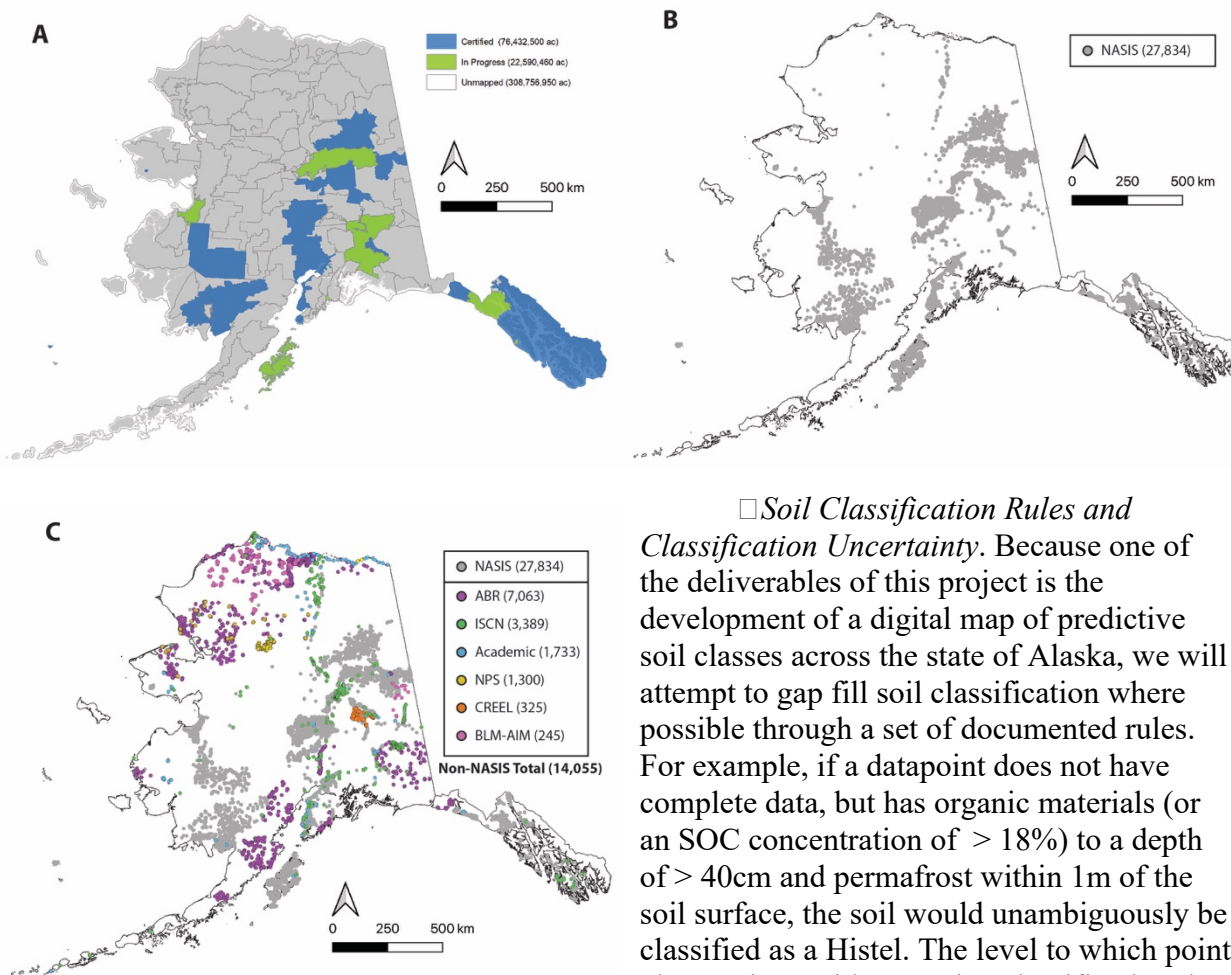 A
Certified (76,432,500 ac)
In Progress (22,590,460 ac)
Unmapped (308,756,950 ac)
0 250 500 km
B
NASIS (27,834)
0 250 500 km
C
NASIS (27,834)
ABR (7,063)
ISCN (3,389)
Academic (1,733)
NPS (1,300)
CREEL (325)
BLM-AIM (245)
Non-NASIS Total (14,055)
0 250 500 km
□Soil Classification Rules and
Classification Uncertainty. Because one of
the deliverables of this project is the
development of a digital map of predictive
soil classes across the state of Alaska, we will
attempt to gap fill soil classification where
possible through a set of documented rules.
For example, if a datapoint does not have
complete data, but has organic materials (or
an SOC concentration of > 18%) to a depth
of > 40cm and permafrost within 1m of the
soil surface, the soil would unambiguously be
classified as a Histel. The level to which point